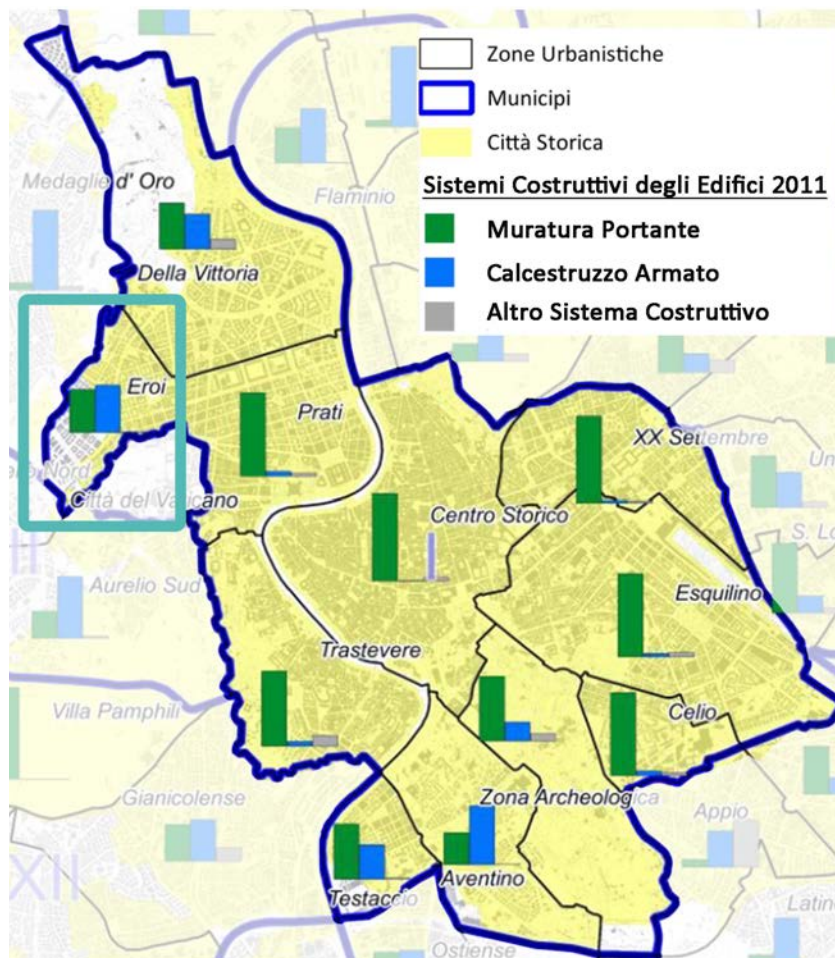 Zone Urbanistiche
Municipi
Città Storica
Sistemi Costruttivi degli Edifici 2011
Muratura Portante
Calcestruzzo Armato
Altro Sistema Costruttivo
Medaglie d' Oro
Flaminio
Della Vittoria
Eroi
Prati
XX Settembre
Città del Vaticano
Centro Storico
Aurelio Sud
Esquilino
Trastevere
Villa Pamphili
Celio
Gianicolense
Zona Archeologica
Appio
XII
Testaccio
Aventino
Ostiense